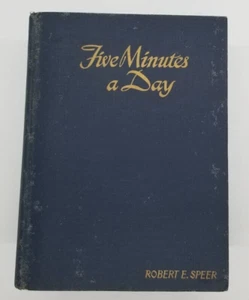 Five Minutes
a Day
ROBERT E. SPEER